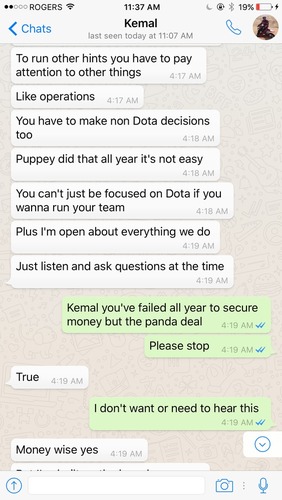 ROGERS 11:37 AM 19%
Chats Kemal
last seen today at 11:07 AM
To run other hints you have to pay
attention to other things
4:17 AM
Like operations 4:17 AM
You have to make non Dota decisions
too 4:18 AM
Puppey did that all year it's not easy
4:18 AM
You can't just be focused on Dota if you
wanna run your team 4:18 AM
Plus I'm open about everything we do
4:19 AM
Just listen and ask questions at the time
4:19 AM
Kemal you've failed all year to secure
money but the panda deal 4:19 AM
Please stop 4:19 AM
True 4:19 AM
I don't want or need to hear this
4:19 AM
Money wise yes 4:19 AM